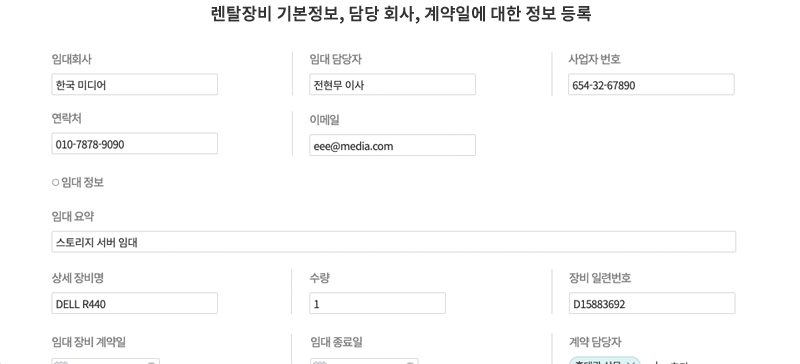 렌탈장비 기본정보, 담당 회사, 계약일에 대한 정보 등록
임대회사 임대 담당자 사업자 번호
한국 미디어 전현무 이사 654-32-67890
연락처 이메일
010-7878-9090 eee@media.com
임대 정보
임대 요약
스토리지 서버 임대
상세 장비명 수량 장비 일련번호
DELL R440 1 D15883692
임대 장비 계약일 임대 종료일 계약 담당자